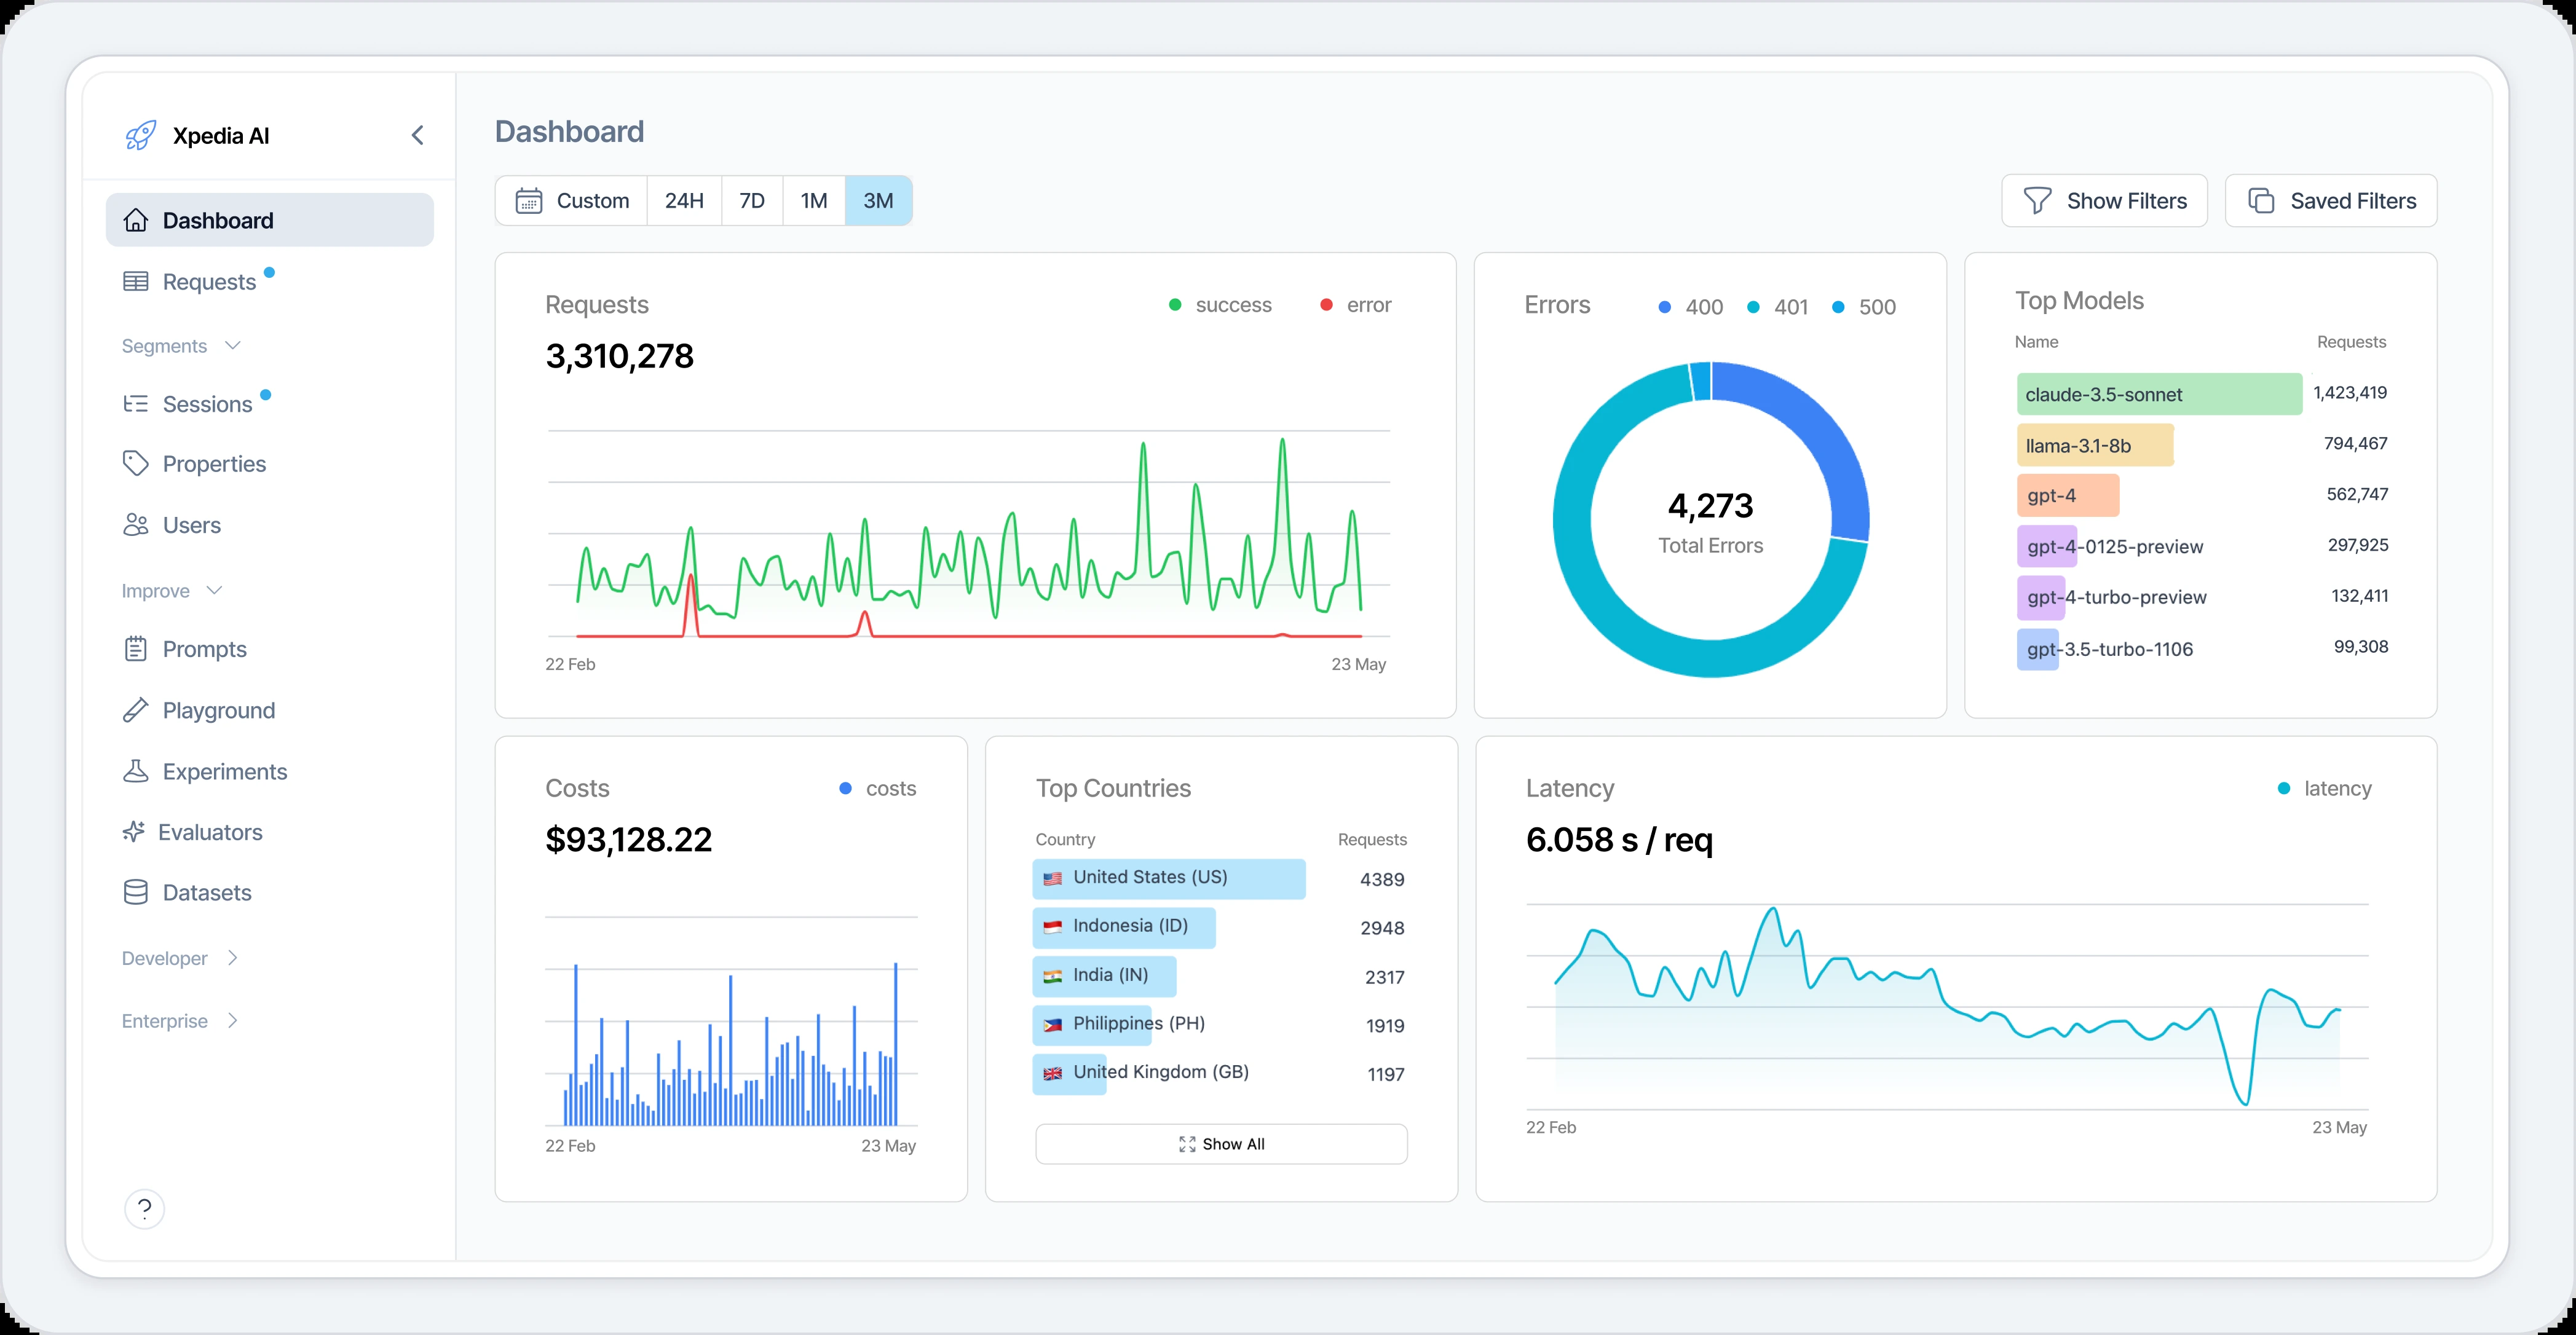 Xpedia AI
Dashboard
Requests
Segments
Sessions
Properties
Users
Improve
Prompts
Playground
Experiments
Evaluators
Datasets
Developer
Enterprise
?
Dashboard
Custom 24H 7D 1M 3M
Show Filters Saved Filters
Requests success error
3,310,278
22 Feb 23 May
Errors 400 401 500
4,273
Total Errors
Top Models
Name Requests
claude-3.5-sonnet 1,423,419
llama-3.1-8b 794,467
gpt-4 562,747
gpt-4-0125-preview 297,925
gpt-4-turbo-preview 132,411
gpt-3.5-turbo-1106 99,308
Costs costs
$93,128.22
22 Feb 23 May
Top Countries
Country Requests
United States (US) 4389
Indonesia (ID) 2948
India (IN) 2317
Philippines (PH) 1919
United Kingdom (GB) 1197
Show All
Latency latency
6.058 s / req
22 Feb 23 May